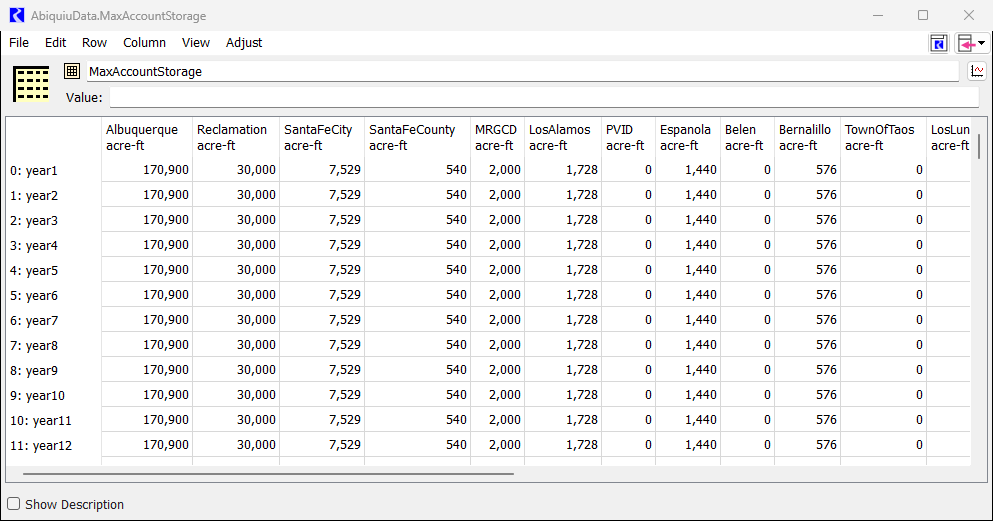 AbiquiuData.MaxAccountStorage
File Edit Row Column View Adjust
MaxAccountStorage
Value:
Albuquerque Reclamation SantaFeCity SantaFeCounty MRGCD LosAlamos PVID Espanola Belen Bernalillo TownOfTaos LosLun
acre-ft acre-ft acre-ft acre-ft acre-ft acre-ft acre-ft acre-ft acre-ft acre-ft acre-ft acre-ft
0: year1 170,900 30,000 7,529 540 2,000 1,728 0 1,440 0 576 0
1: year2 170,900 30,000 7,529 540 2,000 1,728 0 1,440 0 576 0
2: year3 170,900 30,000 7,529 540 2,000 1,728 0 1,440 0 576 0
3: year4 170,900 30,000 7,529 540 2,000 1,728 0 1,440 0 576 0
4: year5 170,900 30,000 7,529 540 2,000 1,728 0 1,440 0 576 0
5: year6 170,900 30,000 7,529 540 2,000 1,728 0 1,440 0 576 0
6: year7 170,900 30,000 7,529 540 2,000 1,728 0 1,440 0 576 0
7: year8 170,900 30,000 7,529 540 2,000 1,728 0 1,440 0 576 0
8: year9 170,900 30,000 7,529 540 2,000 1,728 0 1,440 0 576 0
9: year10 170,900 30,000 7,529 540 2,000 1,728 0 1,440 0 576 0
10: year11 170,900 30,000 7,529 540 2,000 1,728 0 1,440 0 576 0
11: year12 170,900 30,000 7,529 540 2,000 1,728 0 1,440 0 576 0
Show Description